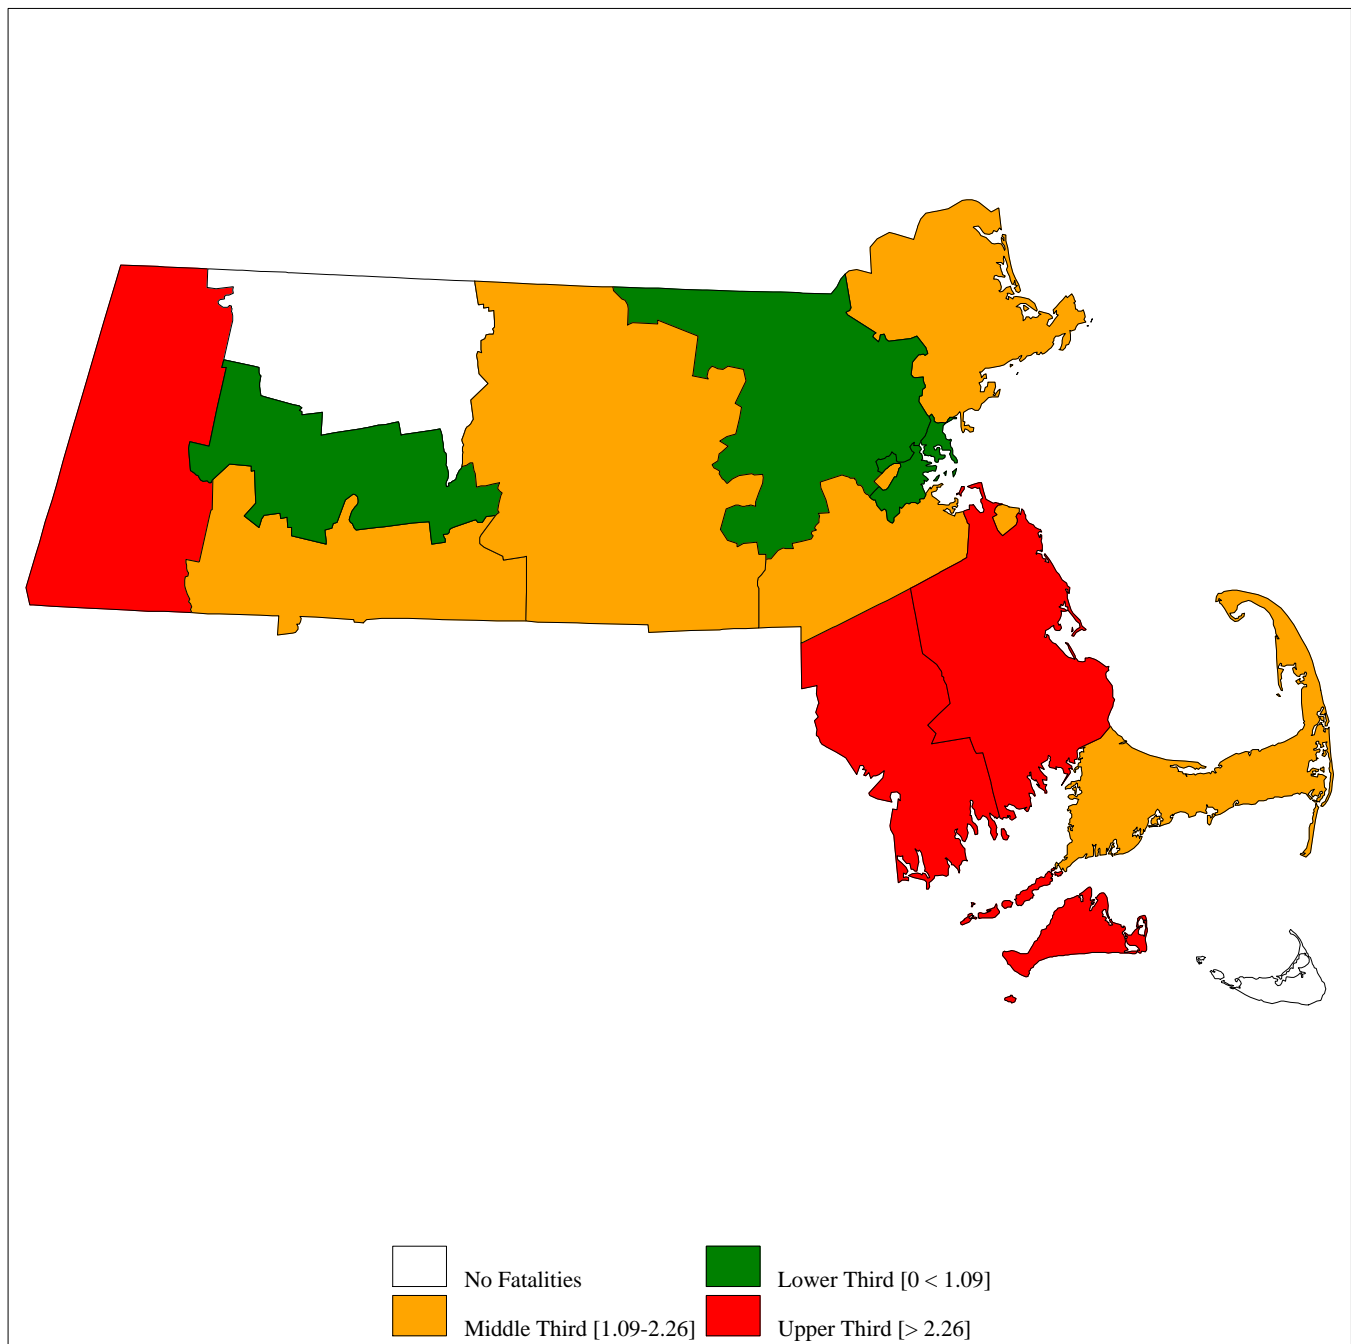 No Fatalities
Lower Third [0 < 1.09]
Middle Third [1.09-2.26]
Upper Third [> 2.26]